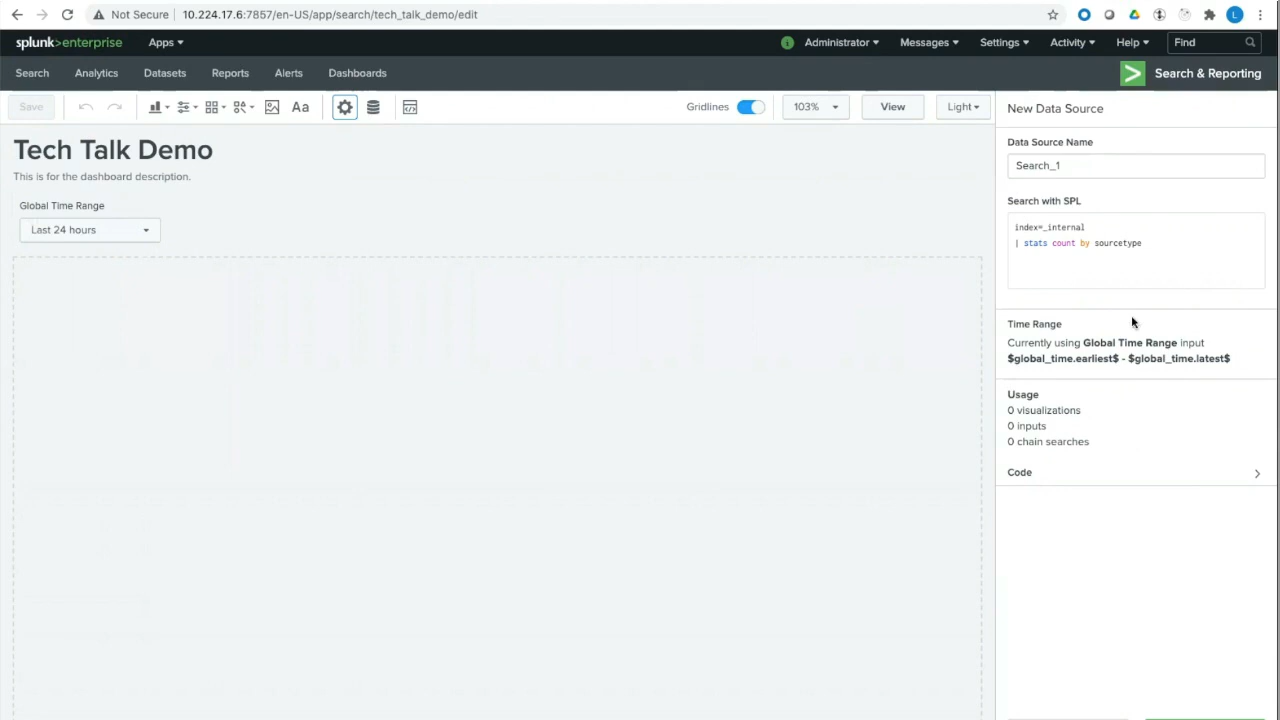 Not Secure 10.224.17.6:7857/en-US/app/search/tech_talk_demo/edit L
splunk>enterprise Apps i Administrator Messages Settings Activity Help Find
Search Analytics Datasets Reports Alerts Dashboards > Search & Reporting
Save Aa Gridlines 103% View Light
New Data Source
Tech Talk Demo
This is for the dashboard description.
Global Time Range
Last 24 hours
Data Source Name
Search_1
Search with SPL
index=_internal
| stats count by sourcetype
Time Range
Currently using Global Time Range input
$global_time.earliest$ - $global_time.latest$
Usage
0 visualizations
0 inputs
0 chain searches
Code